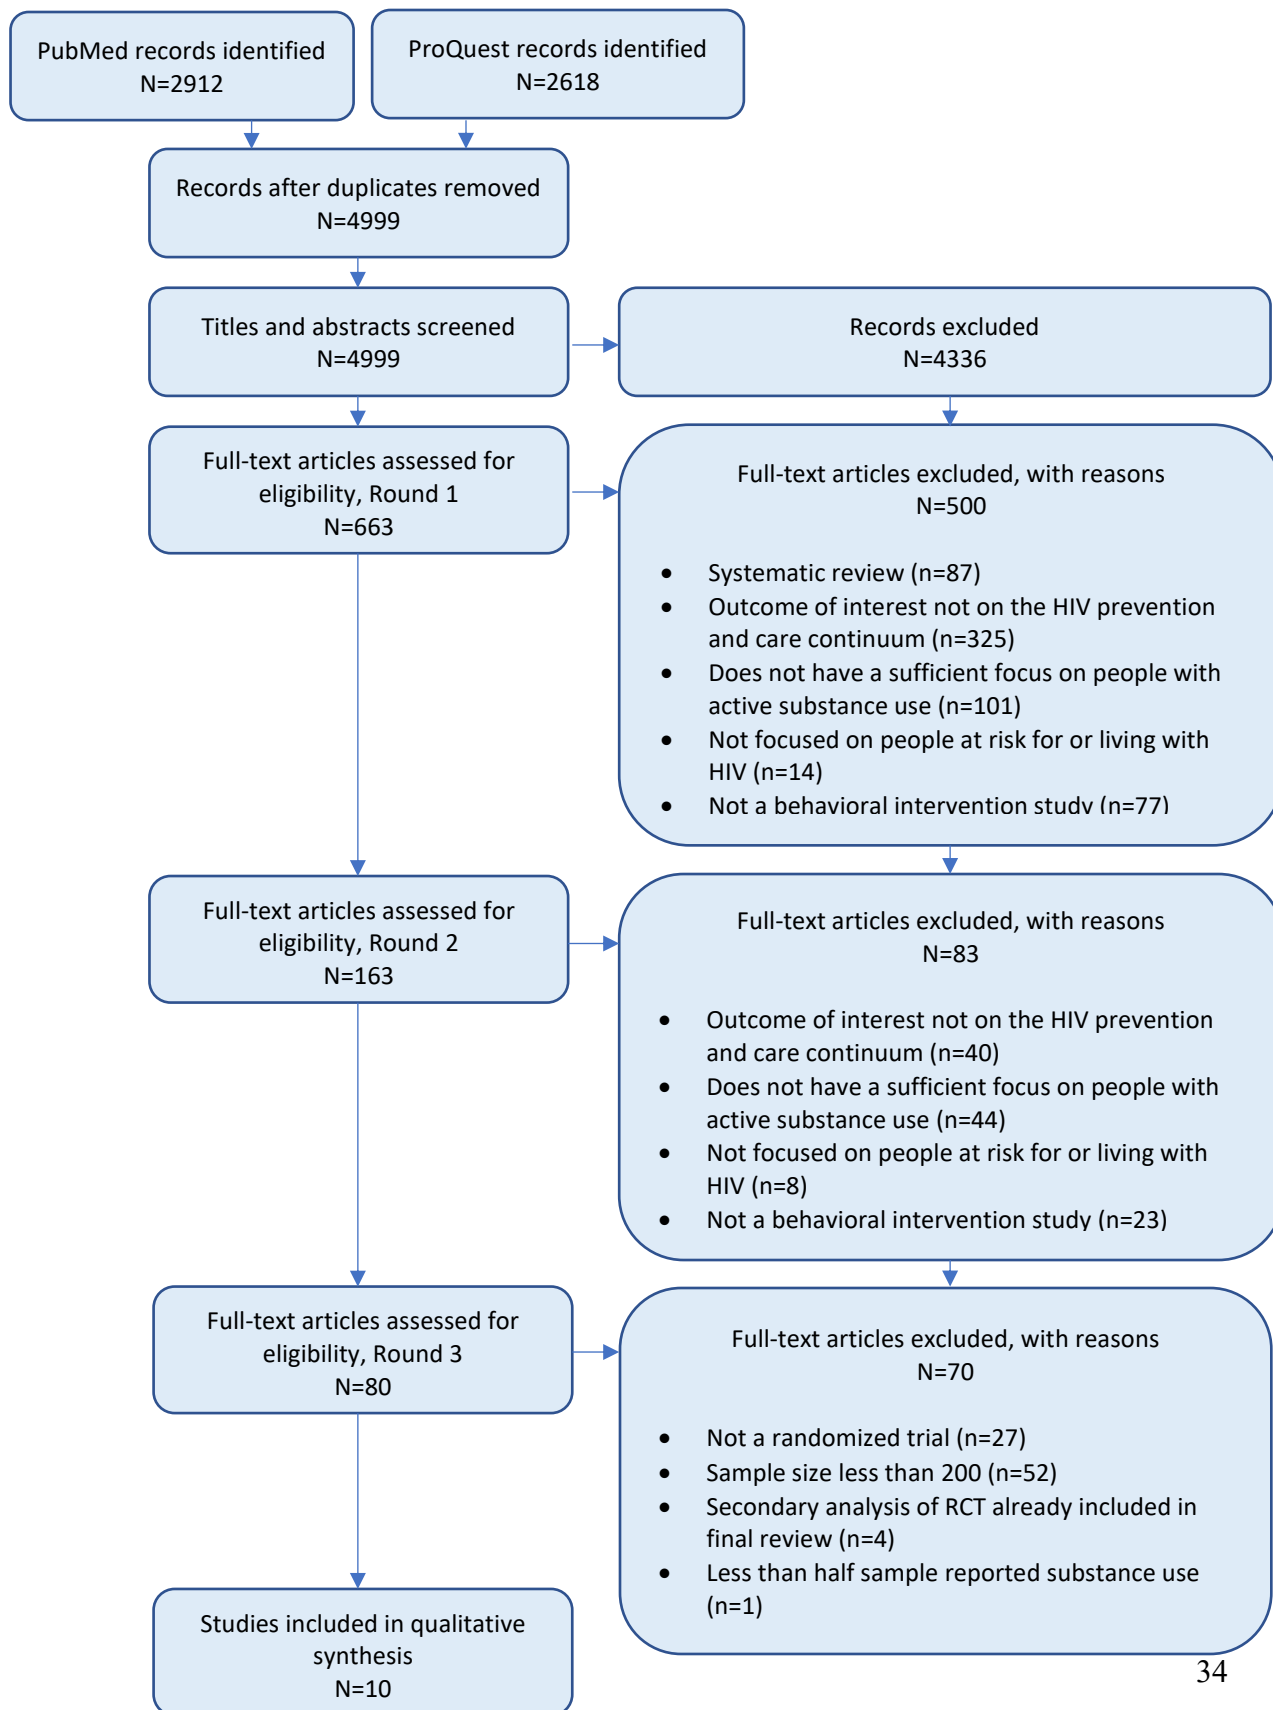 PubMed records identified
N=2912
ProQuest records identified
N=2618
Records after duplicates removed
N=4999
Titles and abstracts screened
N=4999
Records excluded
N=4336
Full-text articles assessed for
eligibility, Round 1
N=663
Full-text articles excluded, with reasons
N=500
• Systematic review (n=87)
• Outcome of interest not on the HIV prevention
and care continuum (n=325)
• Does not have a sufficient focus on people with
active substance use (n=101)
• Not focused on people at risk for or living with
HIV (n=14)
• Not a behavioral intervention study (n=77)
Full-text articles assessed for
eligibility, Round 2
N=163
Full-text articles excluded, with reasons
N=83
• Outcome of interest not on the HIV prevention
and care continuum (n=40)
• Does not have a sufficient focus on people with
active substance use (n=44)
• Not focused on people at risk for or living with
HIV (n=8)
• Not a behavioral intervention study (n=23)
Full-text articles assessed for
eligibility, Round 3
N=80
Full-text articles excluded, with reasons
N=70
• Not a randomized trial (n=27)
• Sample size less than 200 (n=52)
• Secondary analysis of RCT already included in
final review (n=4)
• Less than half sample reported substance use
(n=1)
Studies included in qualitative
synthesis
N=10
34